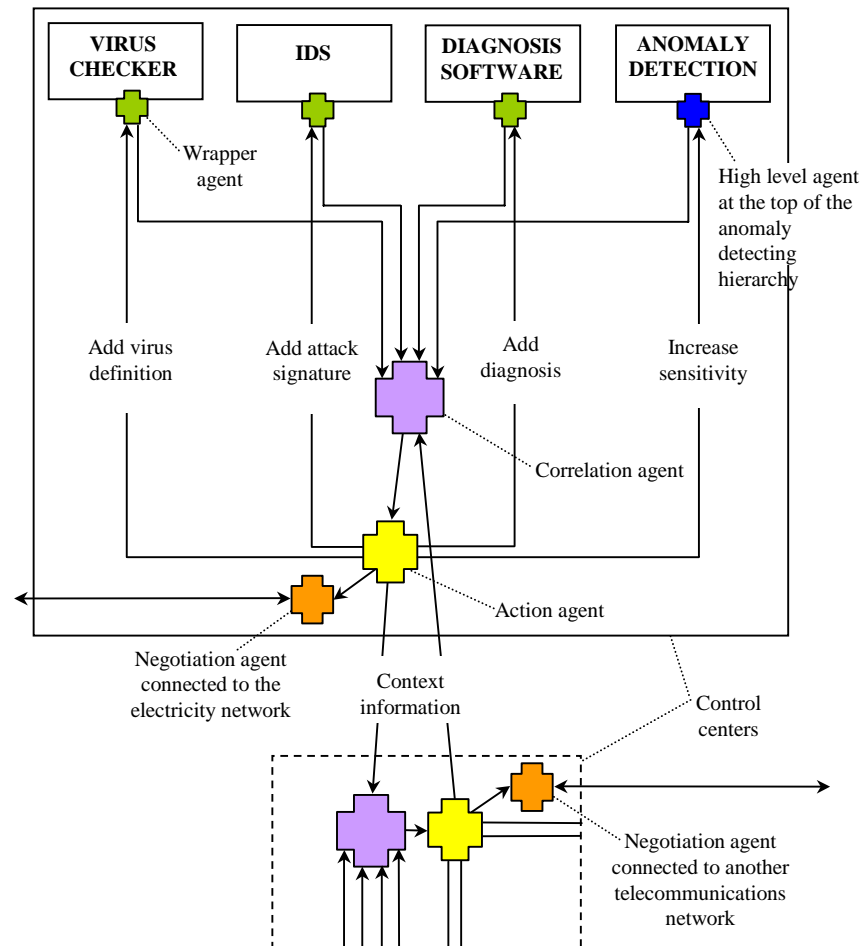 VIRUS
CHECKER
IDS
DIAGNOSIS
SOFTWARE
ANOMALY
DETECTION
Wrapper
agent
High level agent
at the top of the
anomaly
detecting
hierarchy
Add virus
definition
Add attack
signature
Add
diagnosis
Increase
sensitivity
Correlation agent
Action agent
Negotiation agent
connected to the
electricity network
Context
information
Control
centers
Negotiation agent
connected to another
telecommunications
network